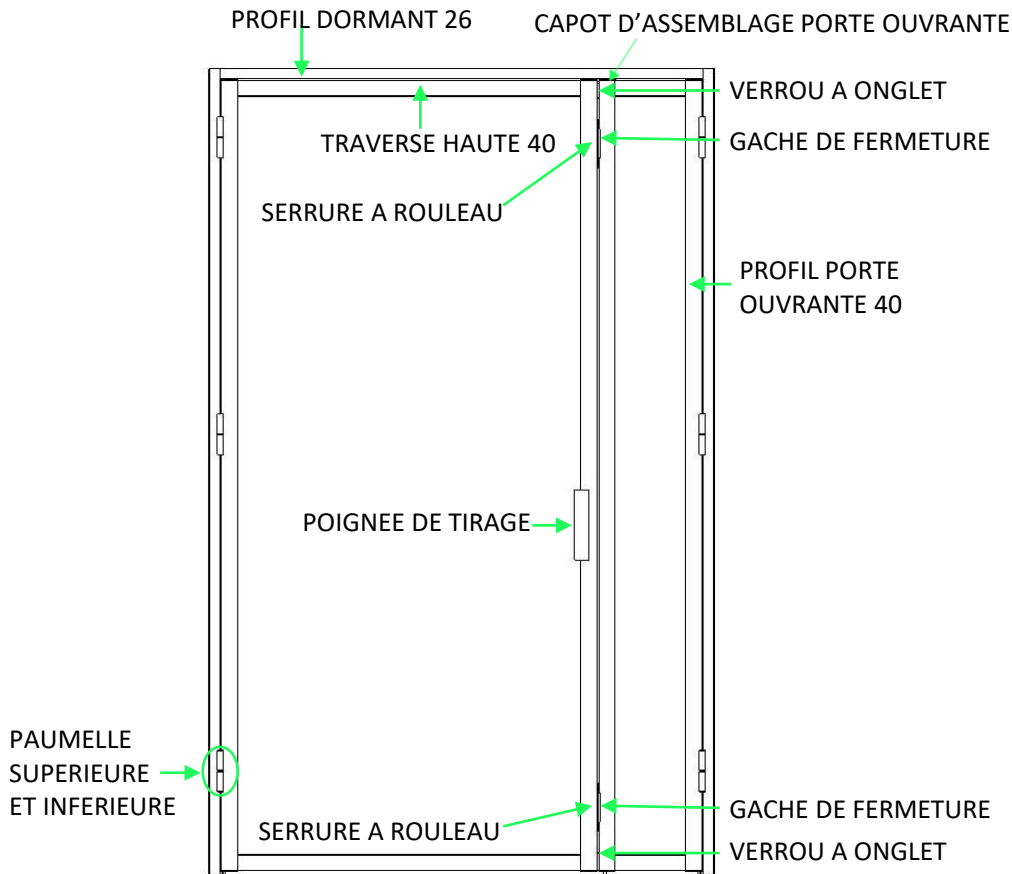 PROFIL DORMANT 26
CAPOT D’ASSEMBLAGE PORTE OUVRANTE
VERROU A ONGLET
TRAVERSE HAUTE 40
GACHE DE FERMETURE
SERRURE A ROULEAU
PROFIL PORTE
OUVRANTE 40
POIGNEE DE TIRAGE
PAUMELLE
SUPERIEURE
ET INFERIEURE
GACHE DE FERMETURE
SERRURE A ROULEAU
VERROU A ONGLET